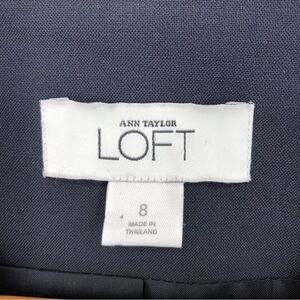 ANN TAYLOR
LOFT
8
MADE IN
THAILAND